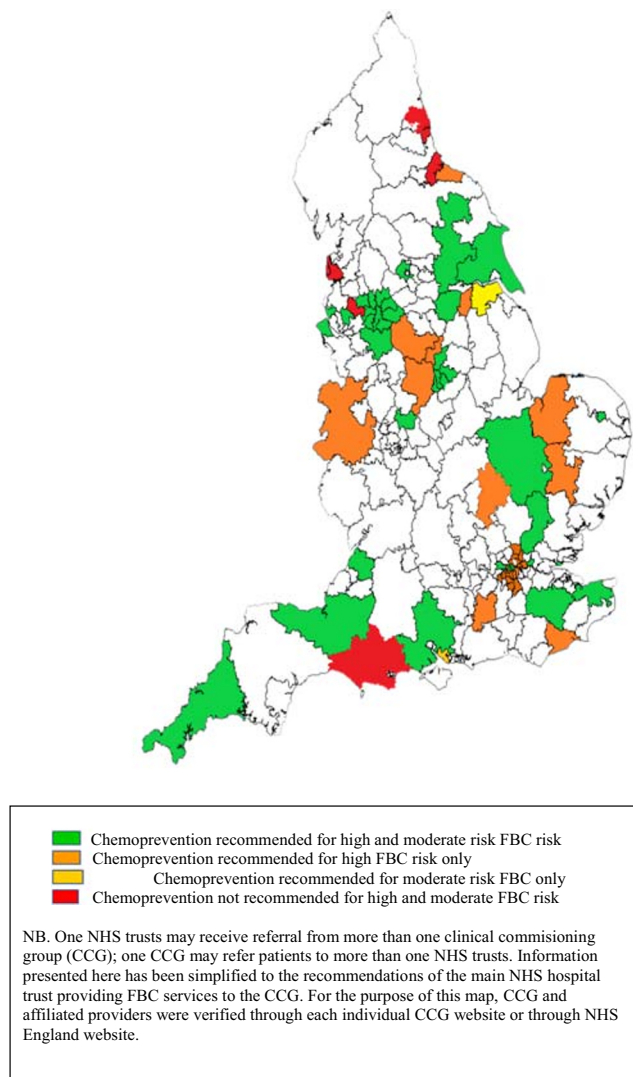 Chemoprevention recommended for high and moderate risk FBC risk
Chemoprevention recommended for high FBC risk only
Chemoprevention recommended for moderate risk FBC only
Chemoprevention not recommended for high and moderate FBC risk
NB. One NHS trusts may receive referral from more than one clinical commisioning
group (CCG); one CCG may refer patients to more than one NHS trusts. Information
presented here has been simplified to the recommendations of the main NHS hospital
trust providing FBC services to the CCG. For the purpose of this map, CCG and
affiliated providers were verified through each individual CCG website or through NHS
England website.